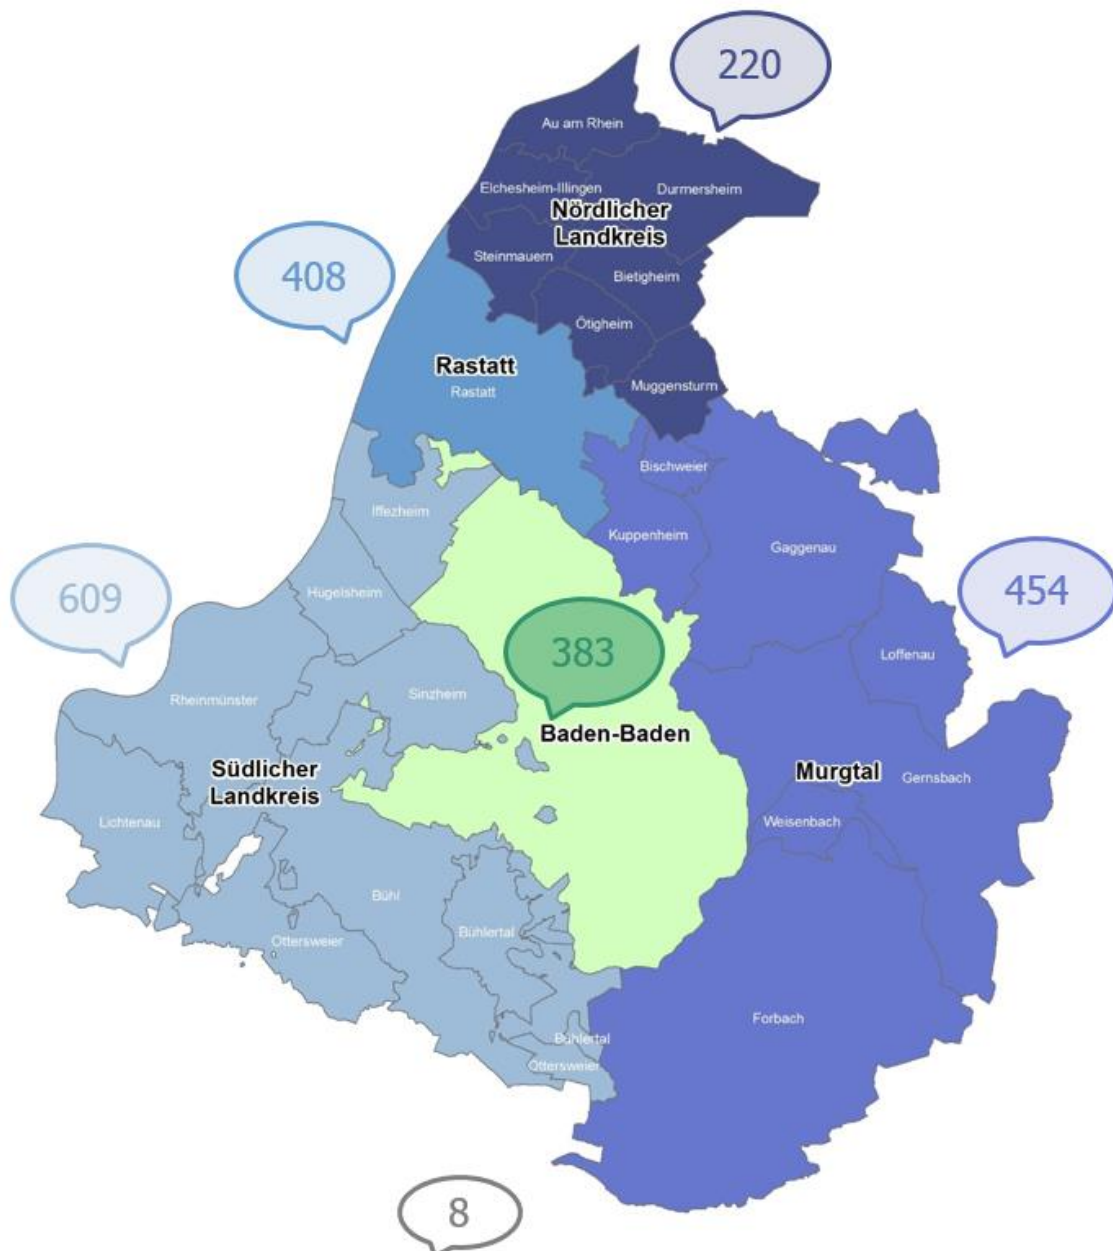 220
Au am Rhein
Elchesheim-Illingen
Durmersheim
Nördlicher
Landkreis
Steinmauern
408
Bietigheim
Ötigheim
Rastatt
Muggensturm
Rastatt
Bischweier
Iffezheim
Kuppenheim
Gaggenau
609
Hügelsheim
454
383
Loffenau
Rheinmünster
Sinzheim
Baden-Baden
Südlicher
Landkreis
Murgtal
Gernsbach
Lichtenau
Weisenbach
Bühl
Bühlertal
Ottersweier
Forbach
Bühlertal
Ottersweier
8